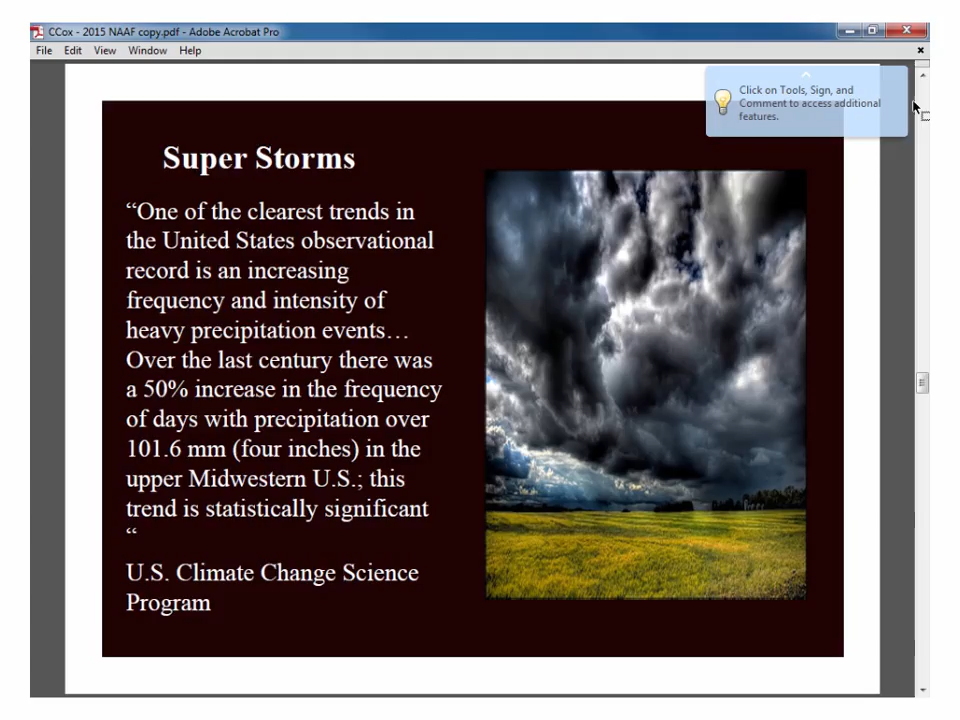 CCox - 2015 NAAF copy.pdf - Adobe Acrobat Pro
File Edit View Window Help
Click on Tools, Sign, and
Comment to access additional
features.
Super Storms
“One of the clearest trends in
the United States observational
record is an increasing
frequency and intensity of
heavy precipitation events…
Over the last century there was
a 50% increase in the frequency
of days with precipitation over
101.6 mm (four inches) in the
upper Midwestern U.S.; this
trend is statistically significant
“
U.S. Climate Change Science
Program